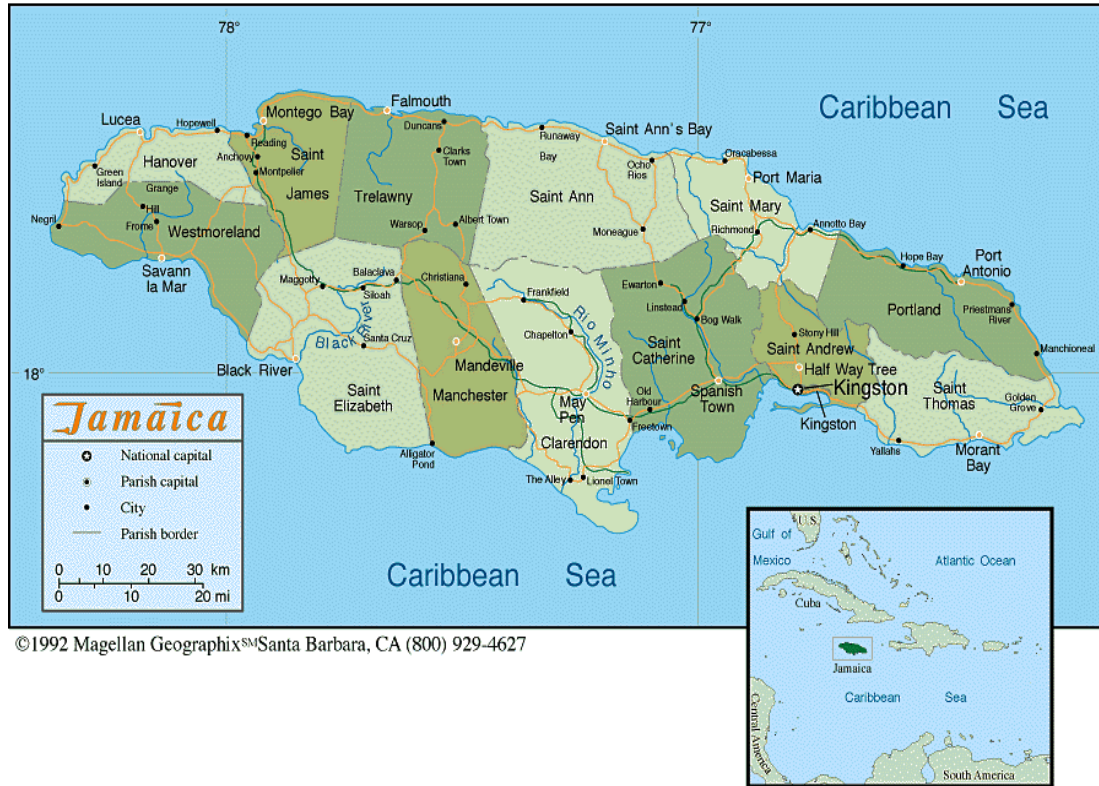 78°
77°
Caribbean Sea
Lucea
Hopewell
Montego Bay
Falmouth
Duncans
Runaway
Bay
Saint Ann's Bay
Reading
Anchovy
Montpelier
Hanover
Green
Island
Saint
James
Clarks
Town
Trelawny
Saint Ann
Ocho
Rios
Oracabessa
Port Maria
Saint Mary
Richmond
Annotto Bay
Grange
Hill
Frome
Negril
Westmoreland
Savann
la Mar
Warsop
Albert Town
Moneague
Hope Bay
Port
Antonio
Portland
Priestmans
River
Manchioneal
Maggotty
Balaclava
Siloah
Christiana
Frankfield
Ewarton
Linstead
Bog Walk
Stony Hill
Saint Andrew
Half Way Tree
Kingston
Kingston
Black River
Santa Cruz
Chapelton
Rio Minho
Saint
Catherine
Spanish
Town
Old
Harbour
Freetown
18°
Black River
Saint
Elizabeth
Mandeville
Manchester
May
Pen
Clarendon
Saint
Thomas
Golden
Grove
Morant
Bay
Yallahs
Alligator
Pond
The Alley
Lionel Town
Jamaica
National capital
Parish capital
City
Parish border
0 10 20 30 km
0 10 20 mi
Caribbean Sea
©1992 Magellan Geographix℠Santa Barbara, CA (800) 929-4627
U.S.
Gulf of
Mexico
Atlantic Ocean
Cuba
Jamaica
Caribbean Sea
Central America
South America